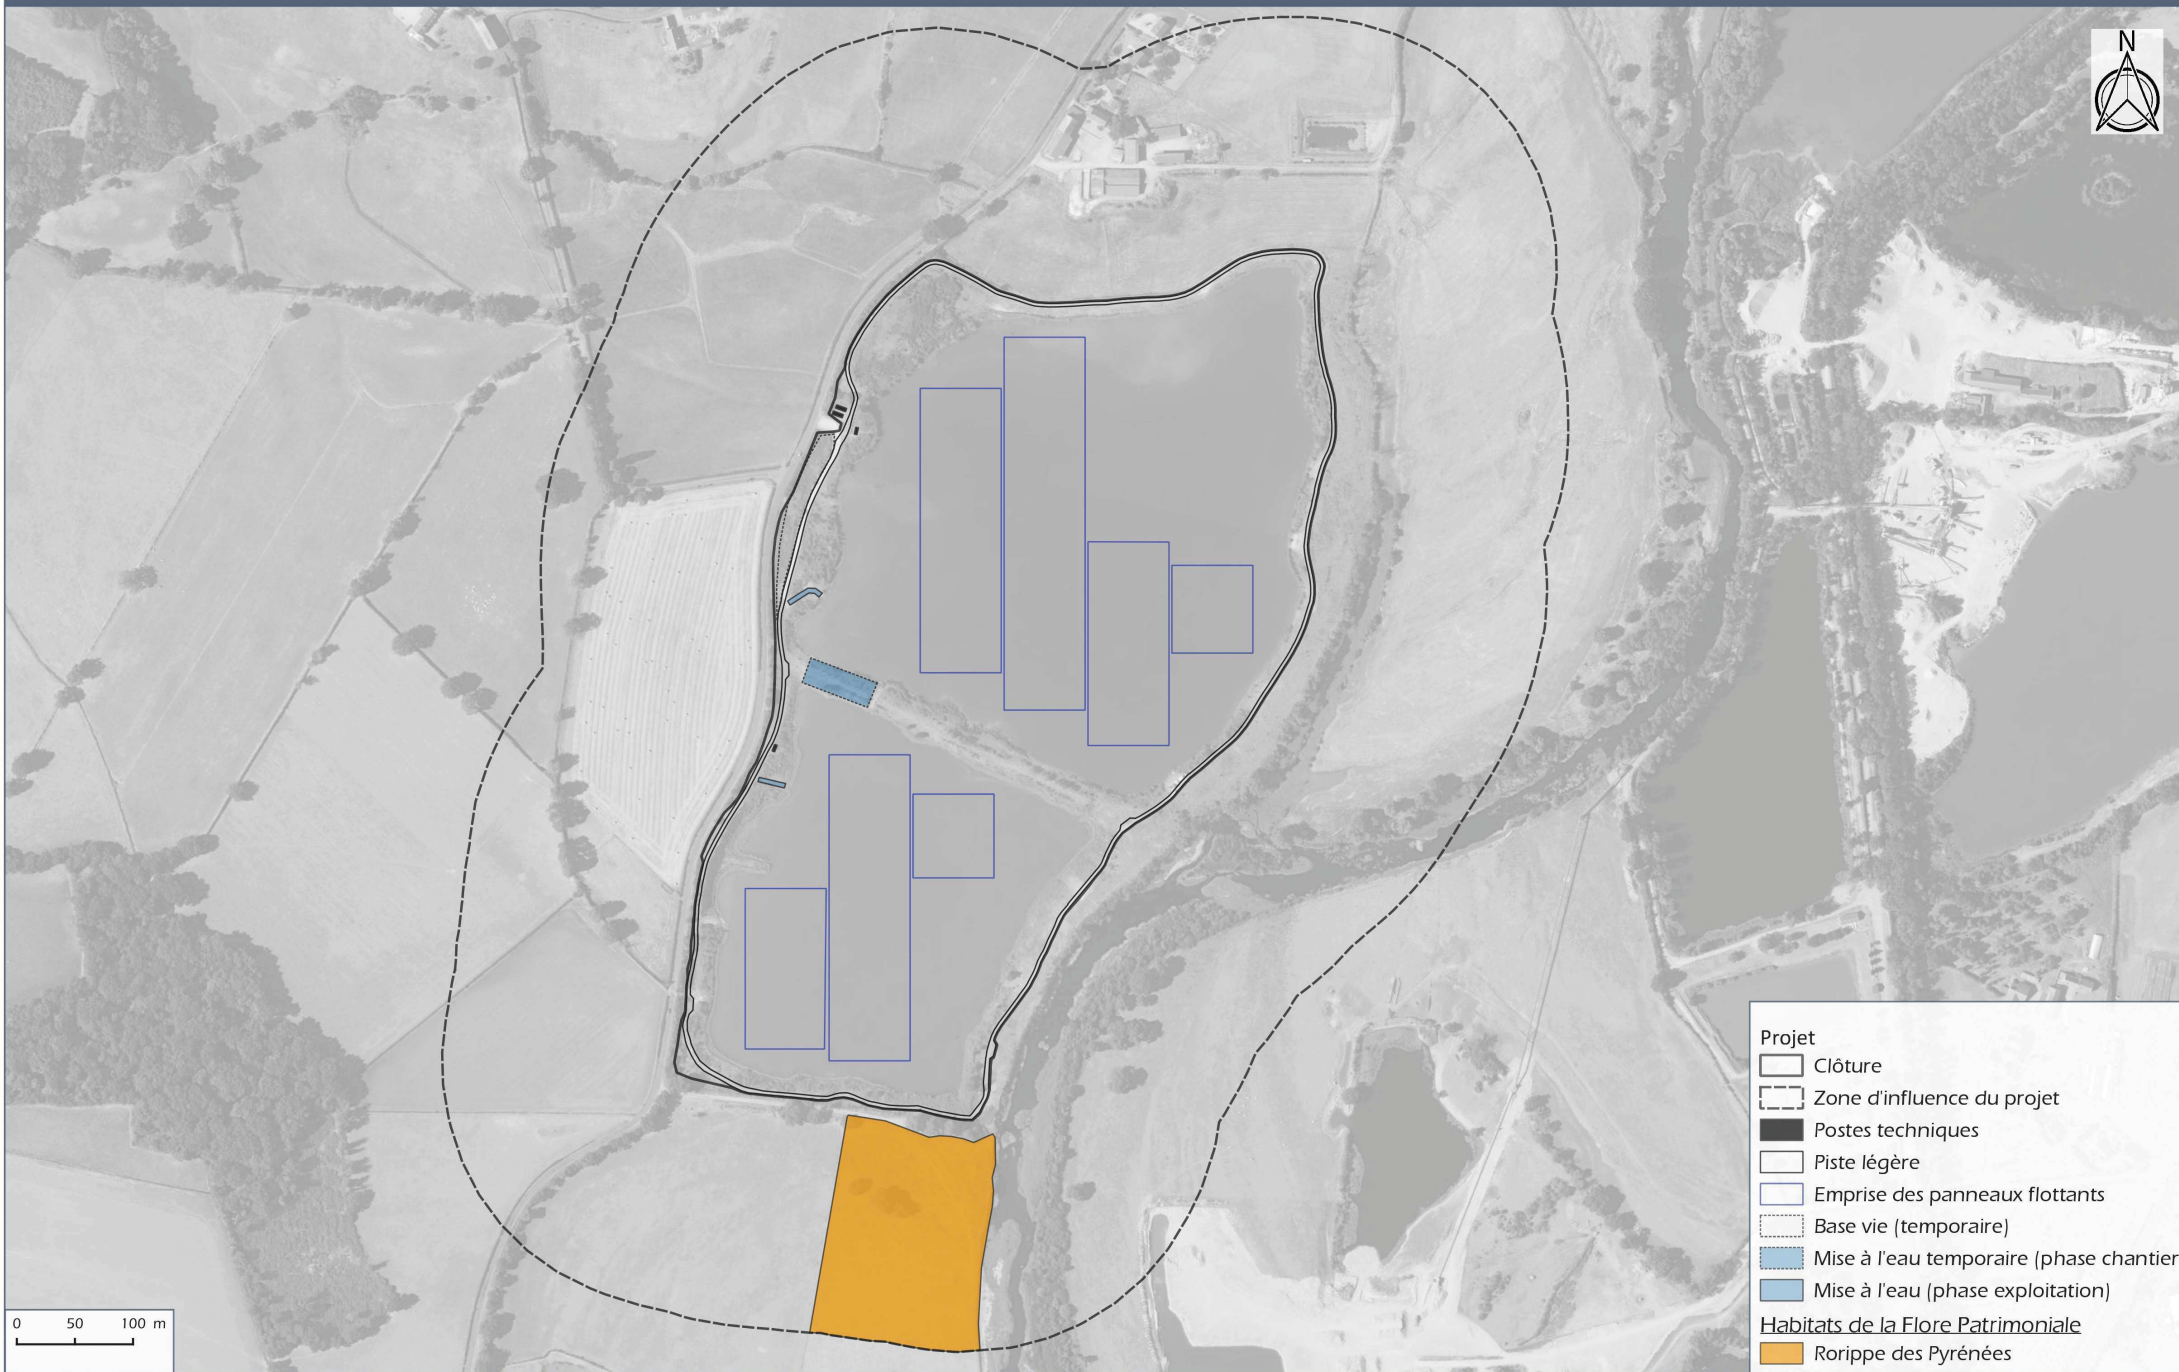 N
Projet
Clôture
Zone d'influence du projet
Postes techniques
Piste légère
Emprise des panneaux flottants
Base vie (temporaire)
Mise à l'eau temporaire (phase chantier
Mise à l'eau (phase exploitation)
Habitats de la Flore Patrimoniale
Rorippe des Pyrénées
0 50 100 m